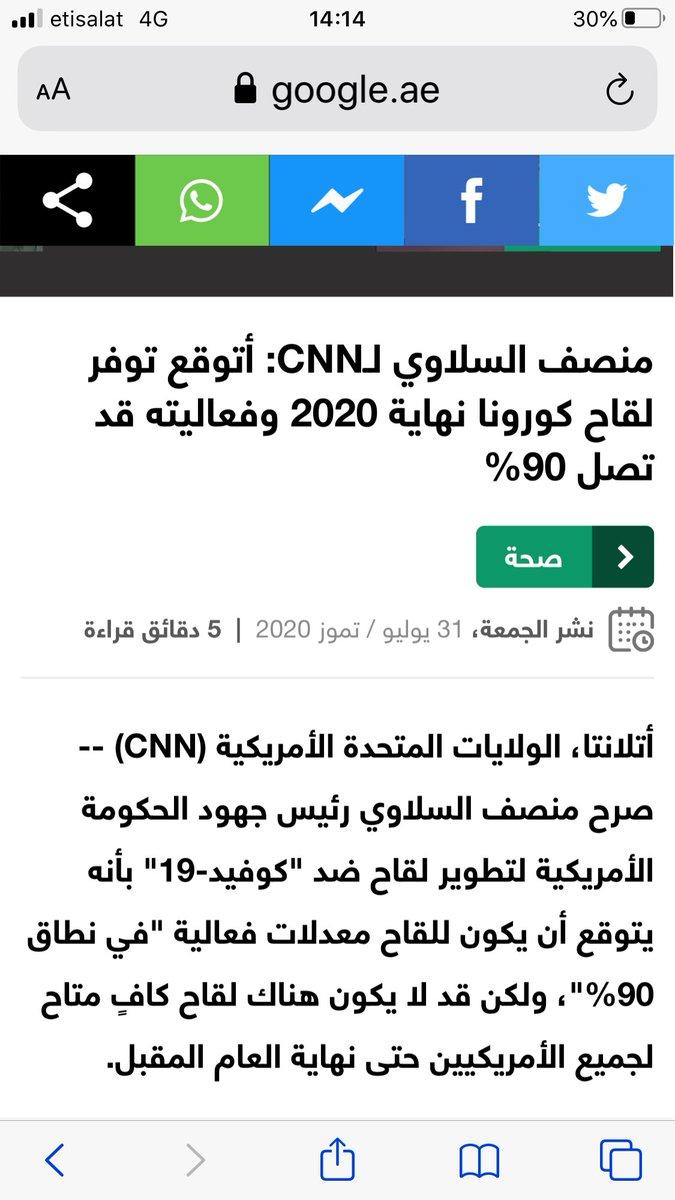 etisalat 4G 14:14 30%
AA google.ae
منصف السلاوي لـCNN: أتوقع توفر
لقاح كورونا نهاية 2020 وفعاليته قد
تصل 90%
صحة
نشر الجمعة، 31 يوليو / تموز 2020 | 5 دقائق قراءة
أتلانتا، الولايات المتحدة الأمريكية (CNN) --
صرح منصف السلاوي رئيس جهود الحكومة
الأمريكية لتطوير لقاح ضد "كوفيد-19" بأنه
يتوقع أن يكون للقاح معدلات فعالية "في نطاق
90%"، ولكن قد لا يكون هناك لقاح كافٍ متاح
لجميع الأمريكيين حتى نهاية العام المقبل.